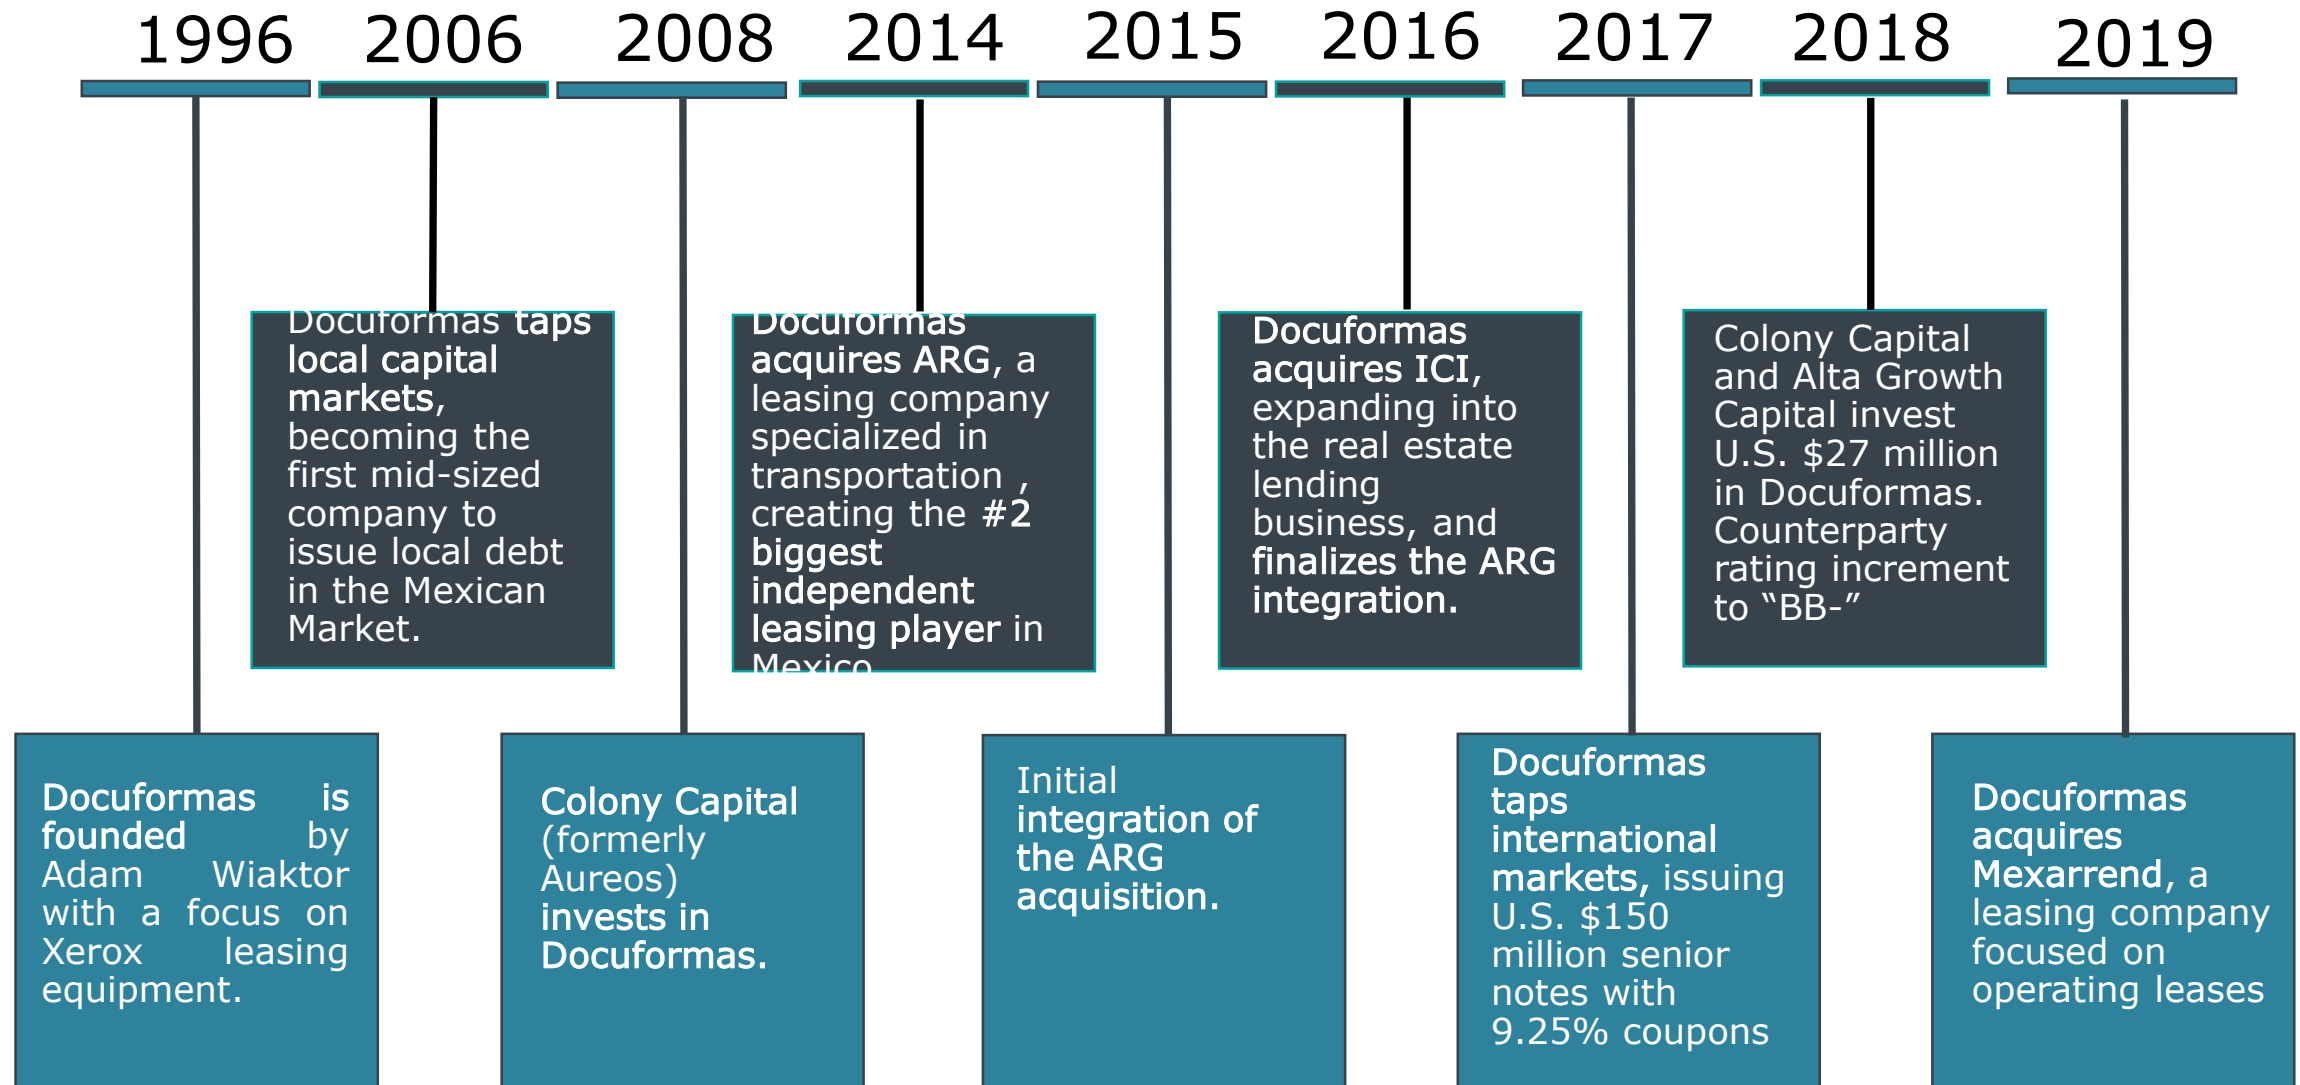 1996
2006
2008
2014
2015
2016
2017
2018
2019
Docuformas taps
local capital
markets,
becoming the
first mid-sized
company to
issue local debt
in the Mexican
Market.
Docuformas
acquires ARG, a
leasing company
specialized in
transportation ,
creating the #2
biggest
independent
leasing player in
Mexico
Docuformas
acquires ICI,
expanding into
the real estate
lending
business, and
finalizes the ARG
integration.
Colony Capital
and Alta Growth
Capital invest
U.S. $27 million
in Docuformas.
Counterparty
rating increment
to “BB-”
Docuformas is
founded by
Adam Wiaktor
with a focus on
Xerox leasing
equipment.
Colony Capital
(formerly
Aureos)
invests in
Docuformas.
Initial
integration of
the ARG
acquisition.
Docuformas
taps
international
markets, issuing
U.S. $150
million senior
notes with
9.25% coupons
Docuformas
acquires
Mexarrend, a
leasing company
focused on
operating leases